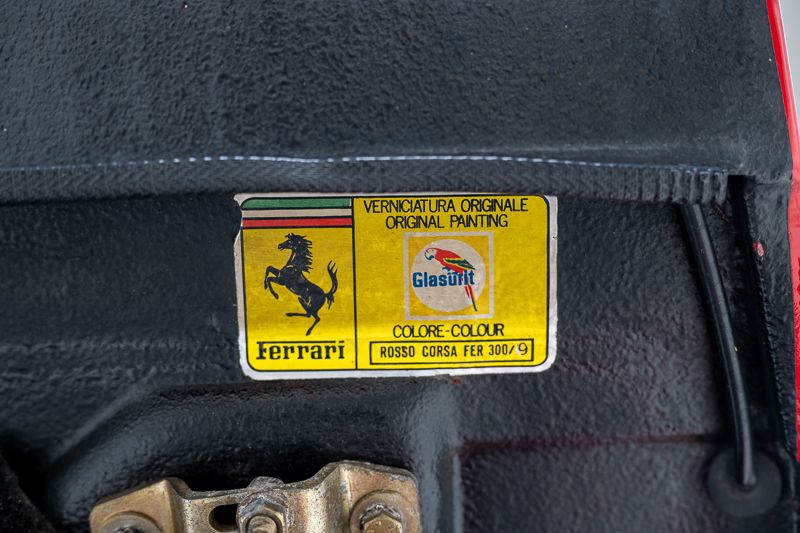 VERNICIATURA ORIGINALE
ORIGINAL PAINTING
Glasurit
COLORE-COLOUR
Ferrari
ROSSO CORSA FER 300/9